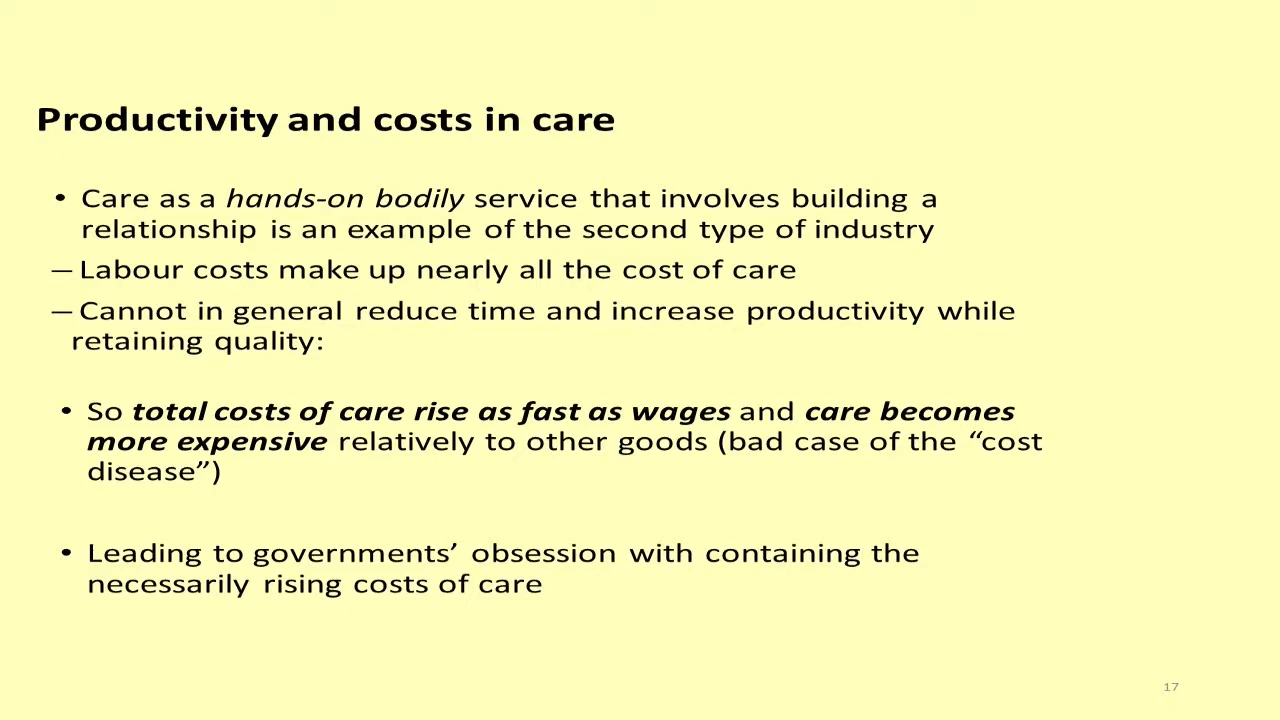 Productivity and costs in care
• Care as a hands-on bodily service that involves building a
relationship is an example of the second type of industry
— Labour costs make up nearly all the cost of care
— Cannot in general reduce time and increase productivity while
retaining quality:
• So total costs of care rise as fast as wages and care becomes
more expensive relatively to other goods (bad case of the “cost
disease”)
• Leading to governments’ obsession with containing the
necessarily rising costs of care
17